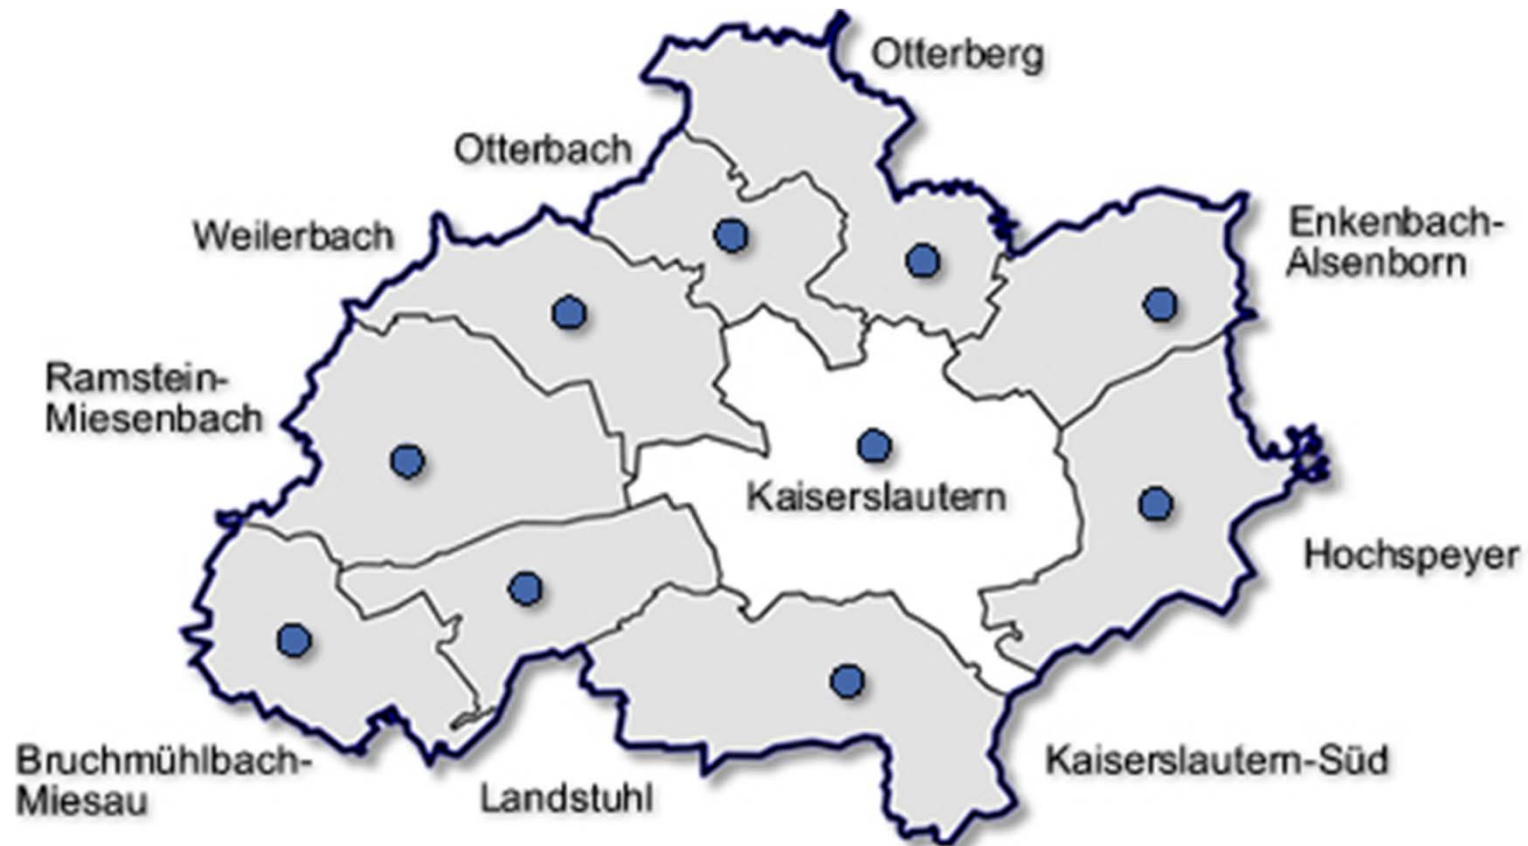 Otterberg
Otterbach
Weilerbach
Enkenbach-
Alsenborn
Ramstein-
Miesenbach
Kaiserslautern
Hochspeyer
Bruchmühlbach-
Miesau
Landstuhl
Kaiserslautern-Süd